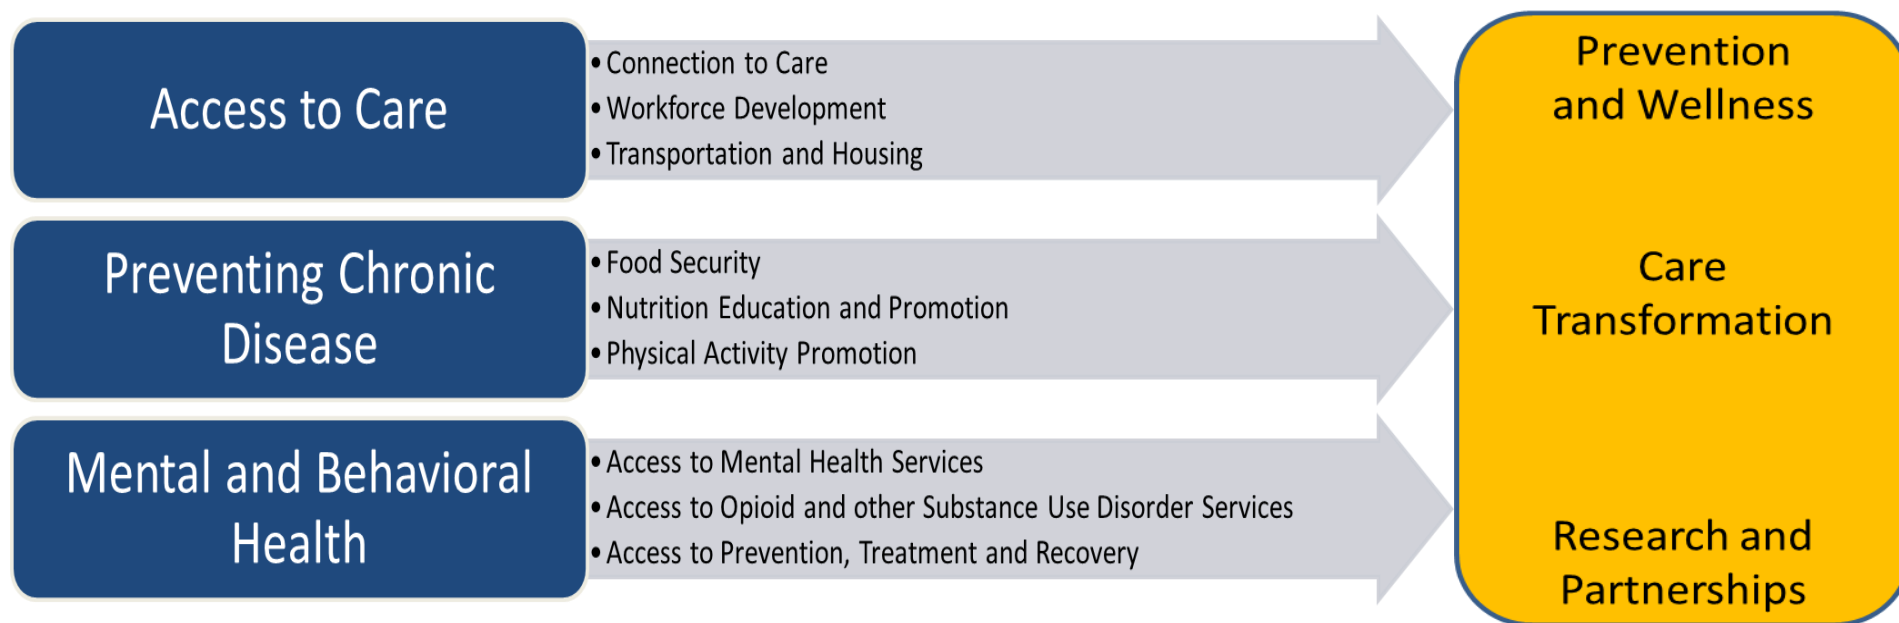 Access to Care
• Connection to Care
• Workforce Development
• Transportation and Housing
Preventing Chronic
Disease
• Food Security
• Nutrition Education and Promotion
• Physical Activity Promotion
Mental and Behavioral
Health
• Access to Mental Health Services
• Access to Opioid and other Substance Use Disorder Services
• Access to Prevention, Treatment and Recovery
Prevention
and Wellness
Care
Transformation
Research and
Partnerships